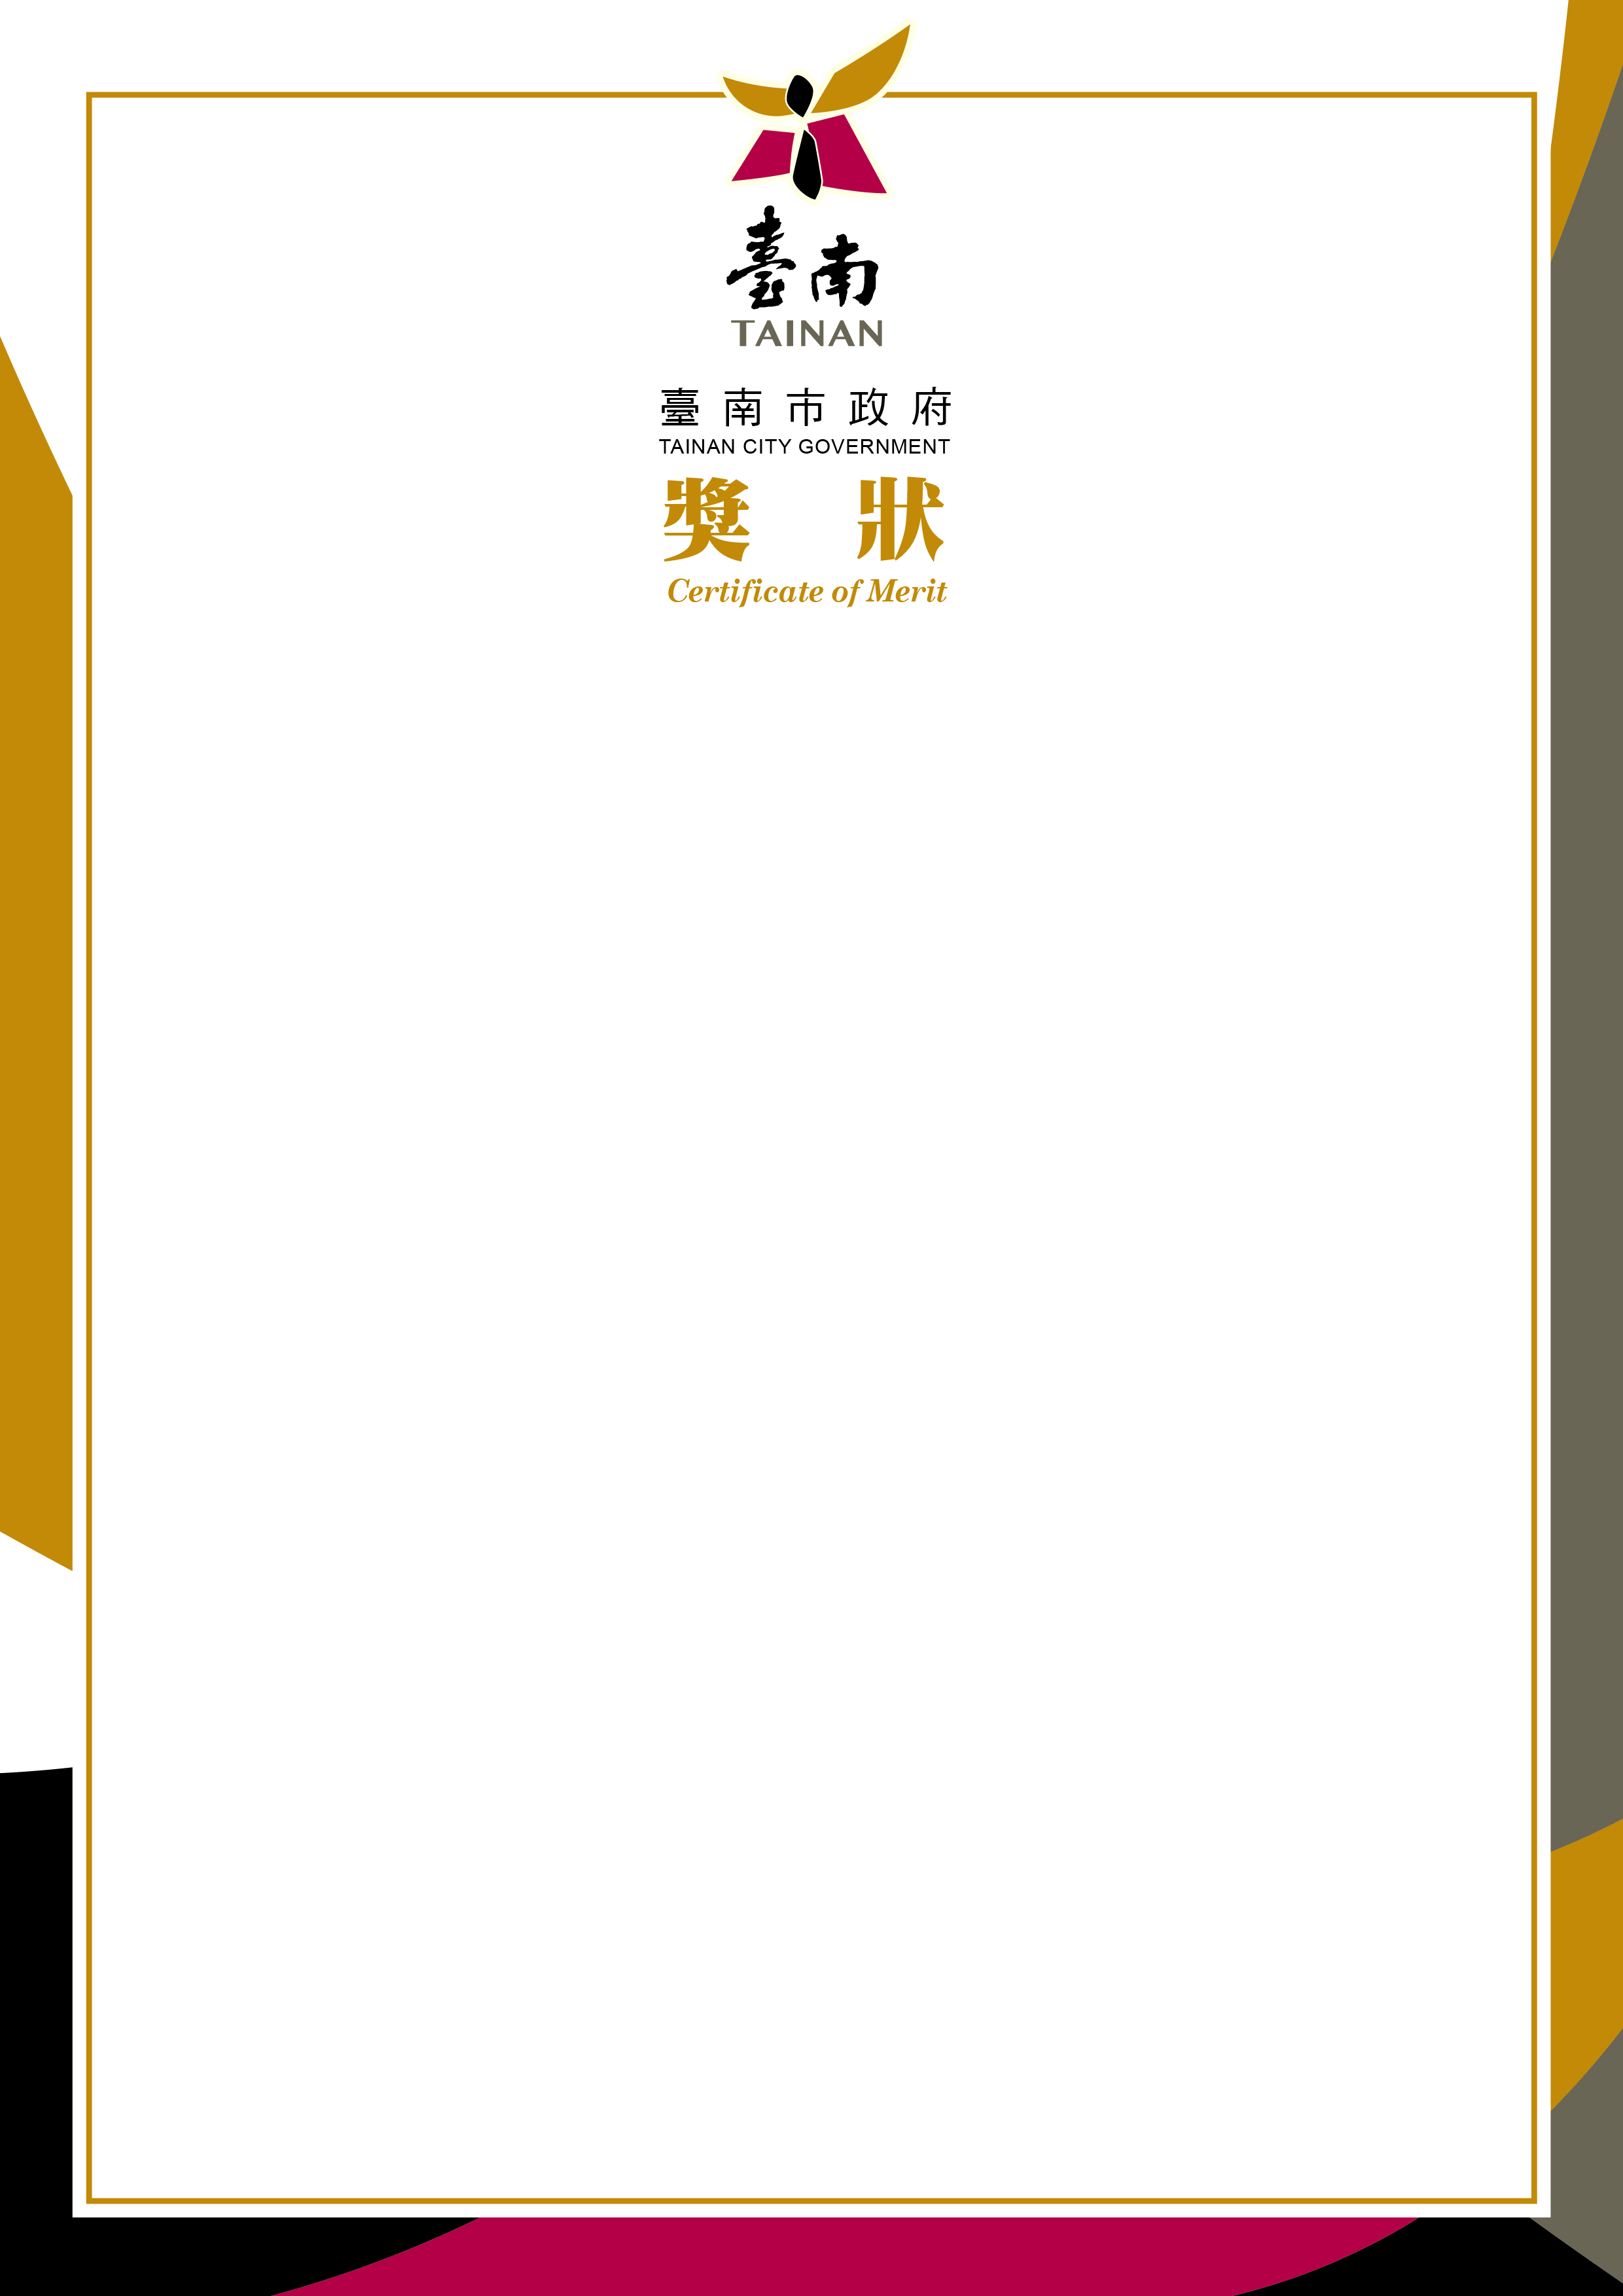 臺南
TAINAN
臺南市政府
TAINAN CITY GOVERNMENT
獎狀
Certificate of Merit